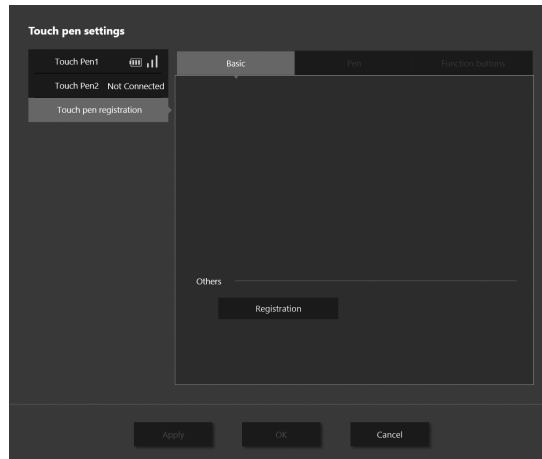 Touch pen settings
Touch Pen1
Basic Pen Function buttons
Touch Pen2 Not Connected
Touch pen registration
Others
Registration
Apply OK Cancel